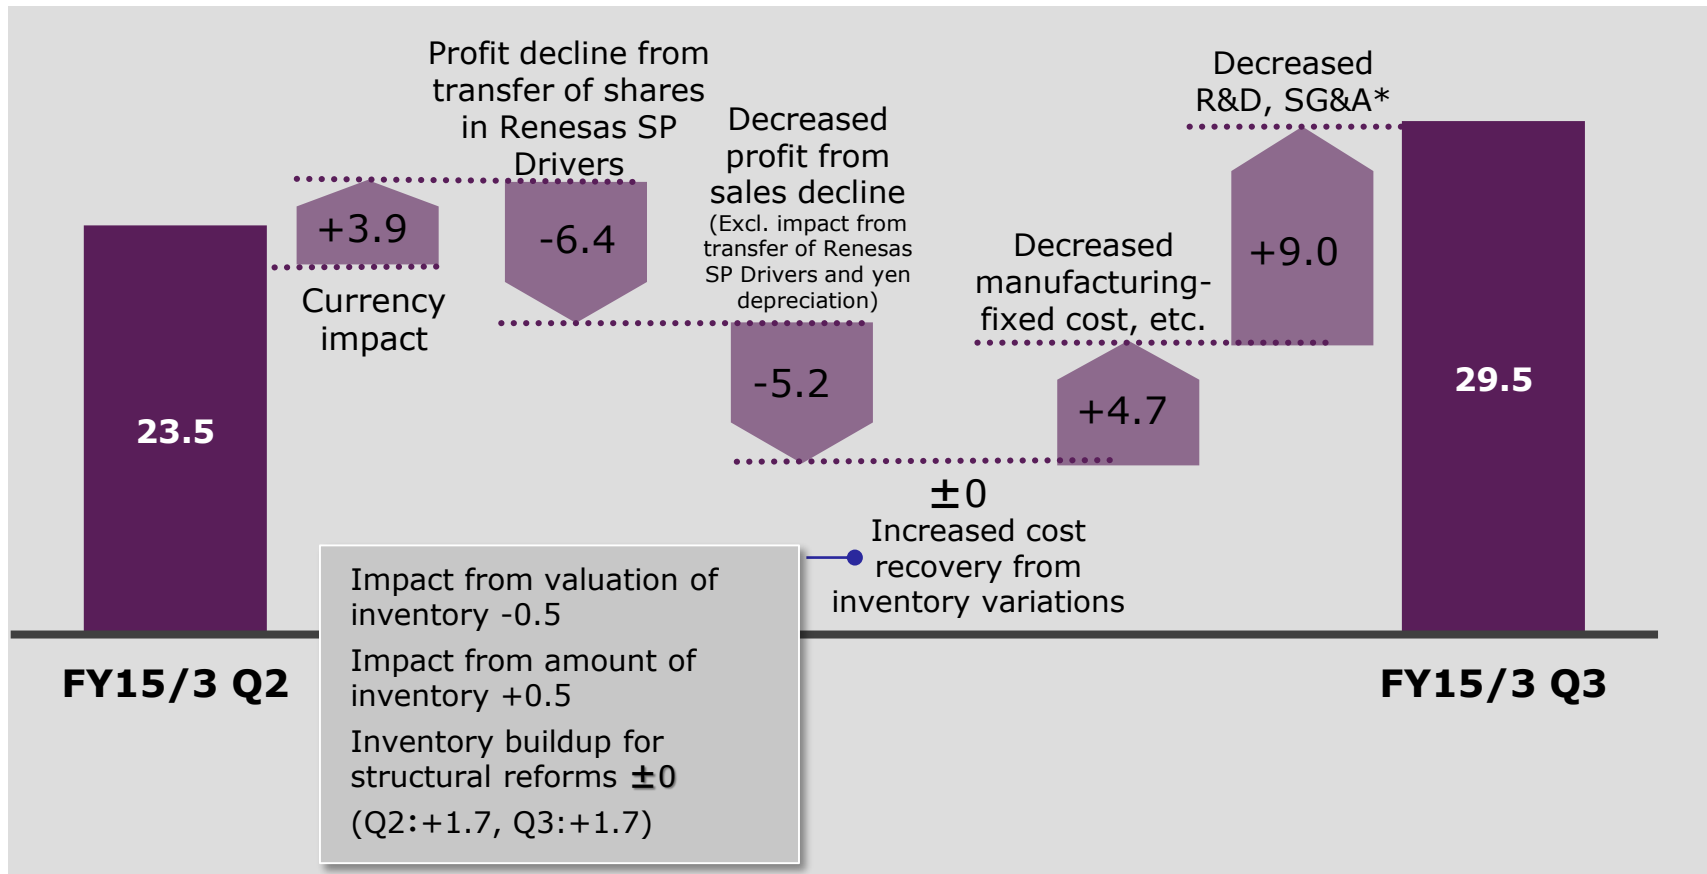 Profit decline from
transfer of shares
in Renesas SP
Drivers
Decreased
profit from
sales decline
(Excl. impact from
transfer of Renesas
SP Drivers and yen
depreciation)
Decreased
R&D, SG&A*
Decreased
manufacturing-
fixed cost, etc.
+3.9
-6.4
-5.2
+4.7
+9.0
Currency
impact
23.5
29.5
±0
Increased cost
recovery from
inventory variations
Impact from valuation of
inventory -0.5
Impact from amount of
inventory +0.5
Inventory buildup for
structural reforms ±0
(Q2:+1.7, Q3:+1.7)
FY15/3 Q2
FY15/3 Q3